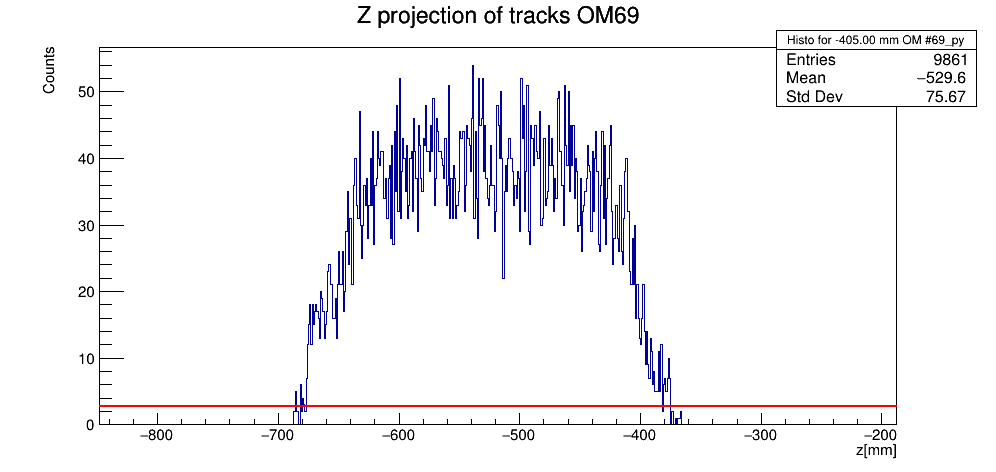 Z projection of tracks OM69
Histo for -405.00 mm OM #69_py
Entries 9861
Mean −529.6
Std Dev 75.67
Counts
50
40
30
20
10
0
−800 −700 −600 −500 −400 −300 −200
z[mm]